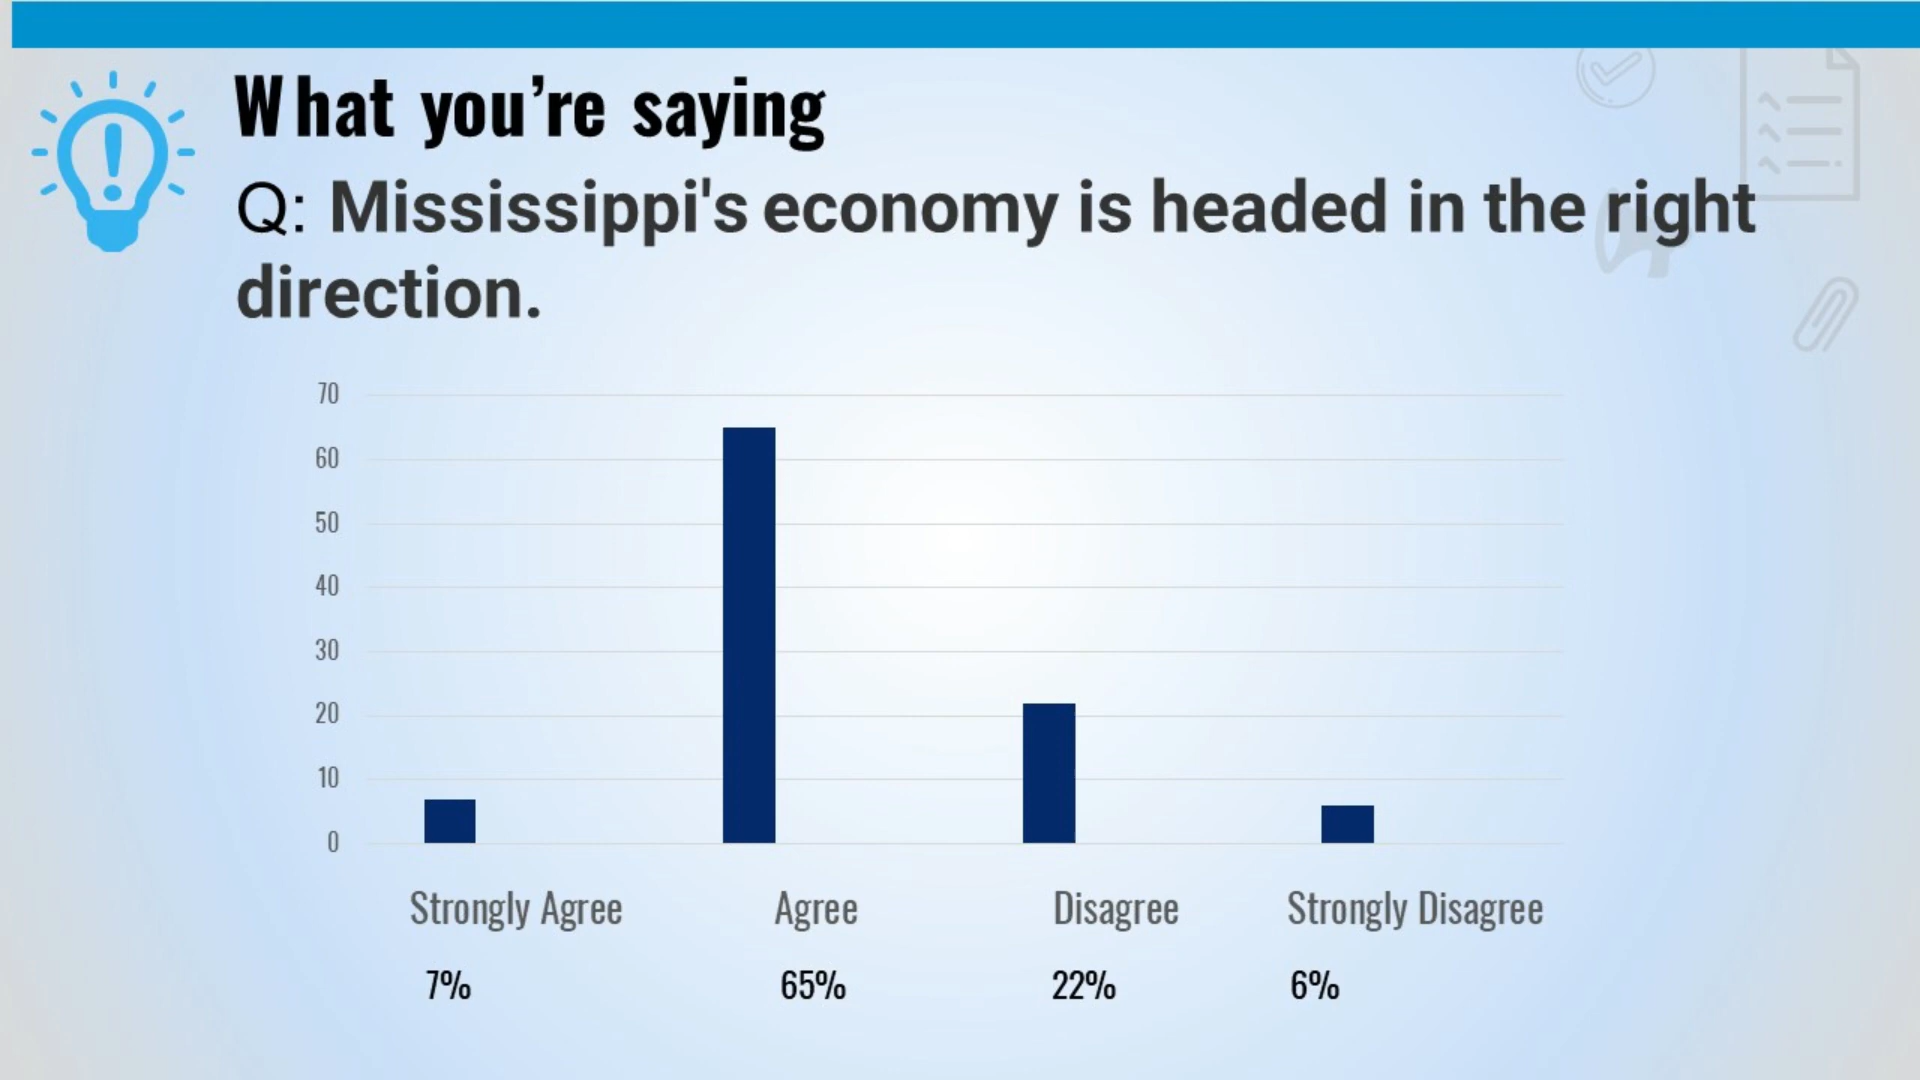 What you're saying
Q: Mississippi's economy is headed in the right
direction.
70
60
50
40
30
20
10
0
Strongly Agree Agree Disagree Strongly Disagree
7% 65% 22% 6%